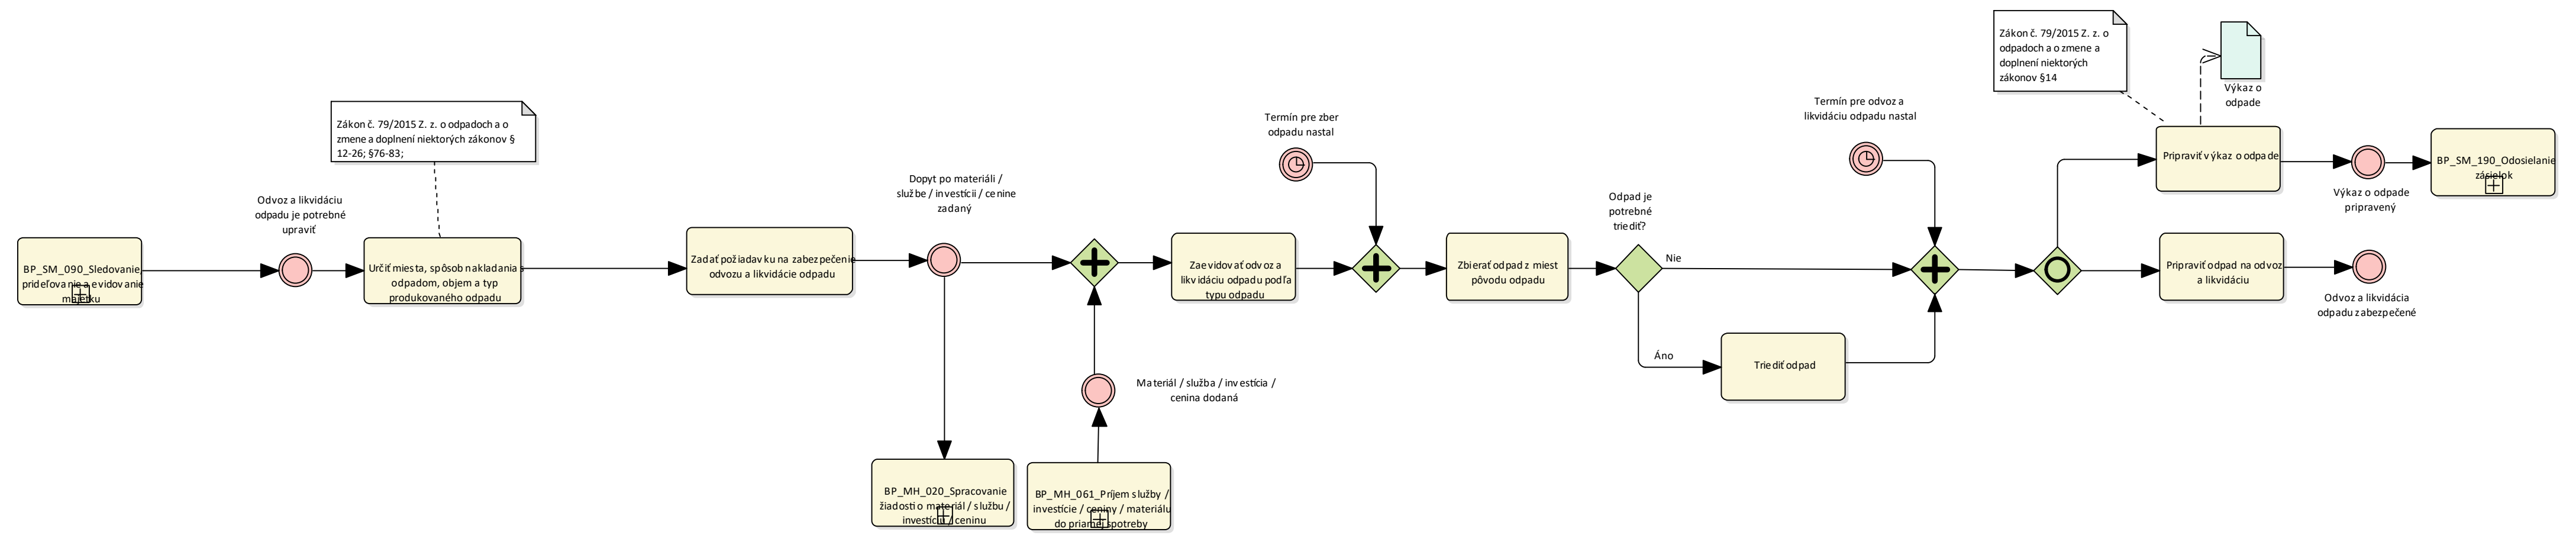 Zákon č. 79/2015 Z. z. o
odpadoch a o zmene a
doplnení niektorých
zákonov §14
Výkaz o
odpade
Termín pre odvoz a
likvidáciu odpadu nastal
Termín pre zber
odpadu nastal
Zákon č. 79/2015 Z. z. o odpadoch a o
zmene a doplnení niektorých zákonov §
12-26; §76-83;
Pripraviť výkaz o odpade
BP_SM_190_Odosielanie
zásielok
Výkaz o odpade
pripravený
Dopyt po materiáli /
službe / investícii / cenine
zadaný
Odvoz a likvidáciu
odpadu je potrebné
upraviť
Odpad je
potrebné
triediť?
BP_SM_090_Sledovanie,
prideľovanie a evidovanie
majetku
Určiť miesta, spôsob nakladania s
odpadom, objem a typ
produkovaného odpadu
Zadať požiadavku na zabezpečenie
odvozu a likvidácie odpadu
Zaevidovať odvoz a
likvidáciu odpadu podľa
typu odpadu
Zbierať odpad z miest
pôvodu odpadu
Nie
Pripraviť odpad na odvoz
a likvidáciu
Odvoz a likvidácia
odpadu zabezpečené
Áno
Triediť odpad
Materiál / služba / investícia /
cenina dodaná
BP_MH_020_Spracovanie
žiadosti o materiál / službu /
investíciu / ceninu
BP_MH_061_Príjem služby /
investície / ceniny / materiálu
do priamej spotreby